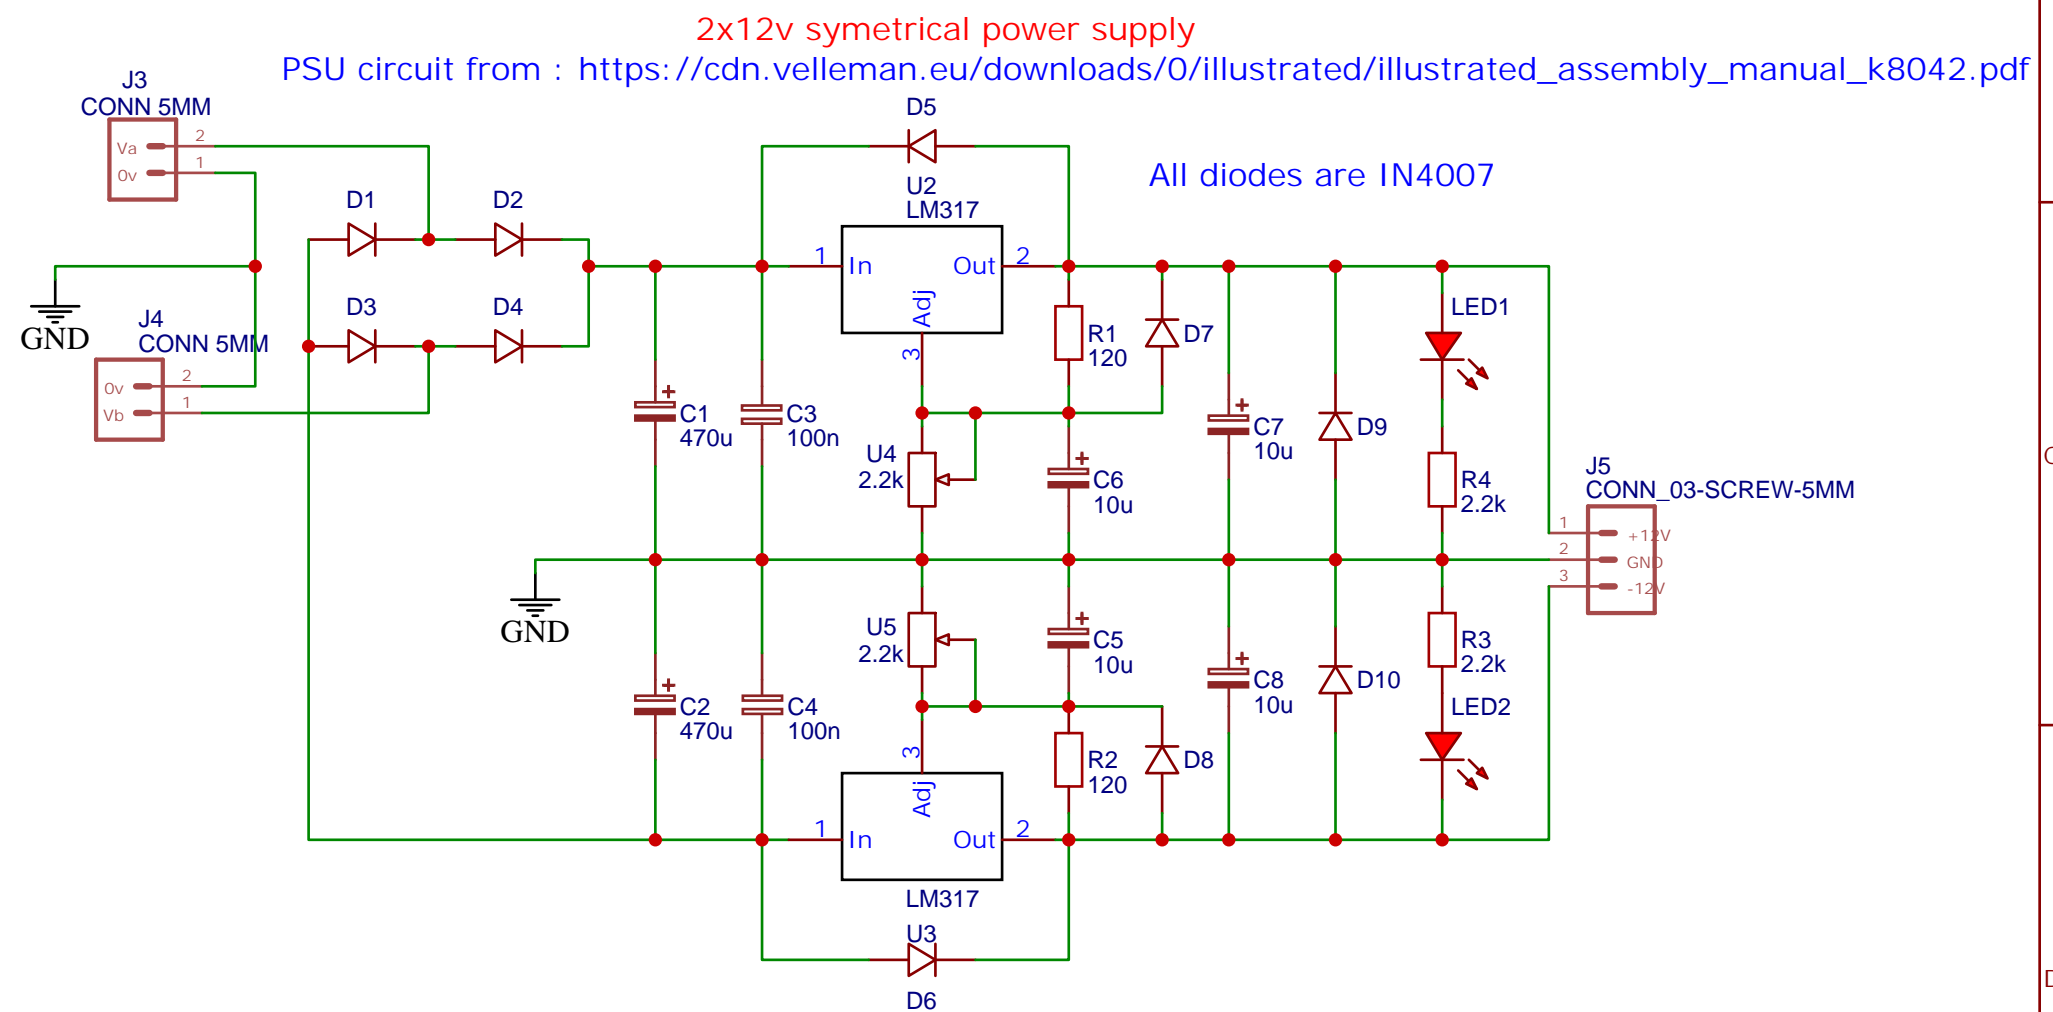 2x12v symetrical power supply
PSU circuit from : https://cdn.velleman.eu/downloads/0/illustrated/illustrated_assembly_manual_k8042.pdf
J3
CONN 5MM
Va 2
0v 1
D5
All diodes are IN4007
U2
LM317
D1
D2
1 In
Out 2
Adj
3
GND
D3
D4
J4
CONN 5MM
0v 2
Vb 1
R1
120
D7
LED1
C1
470u
C3
100n
C7
10u
D9
U4
2.2k
C6
10u
R4
2.2k
J5
CONN_03-SCREW-5MM
1 +12V
2 GND
3 -12V
GND
U5
2.2k
C5
10u
R3
2.2k
C2
470u
C4
100n
C8
10u
D10
LED2
3
Adj
R2
120
D8
1 In
Out 2
LM317
U3
D6
D